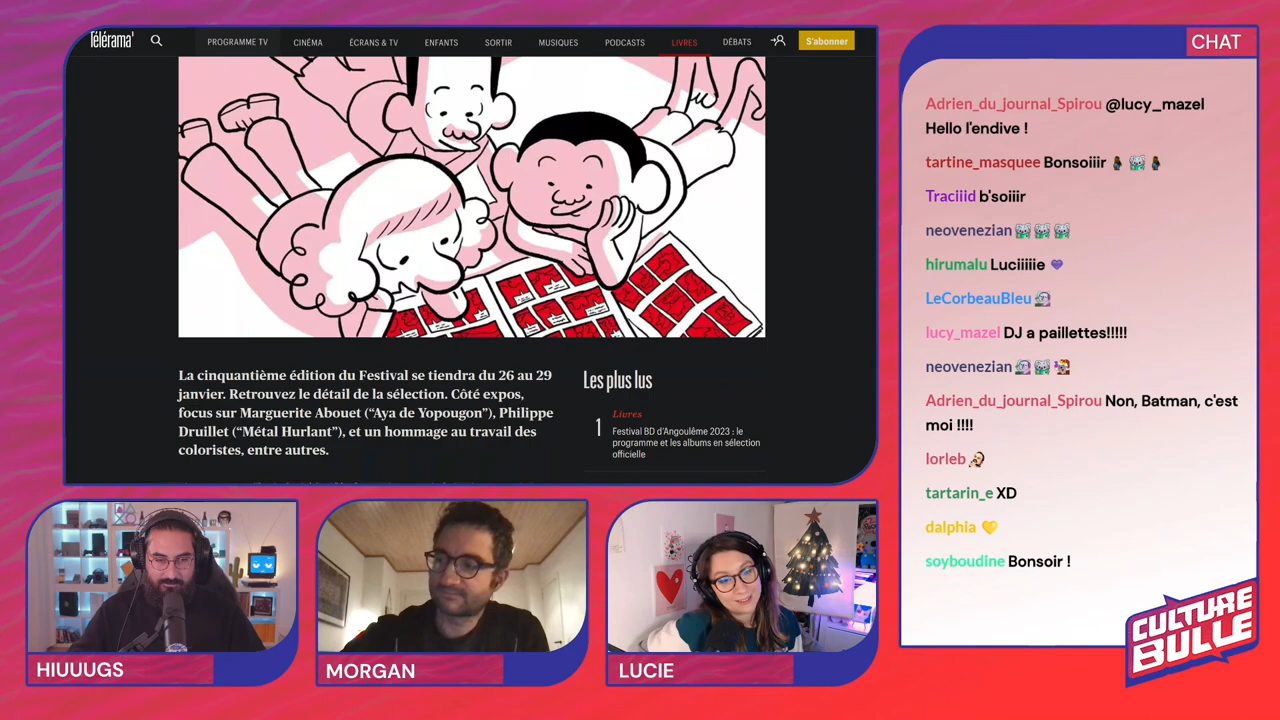 Télérama'
PROGRAMME TV
CINÉMA
ÉCRANS & TV
ENFANTS
SORTIR
MUSIQUES
PODCASTS
LIVRES
DÉBATS
S'abonner
La cinquantième édition du Festival se tiendra du 26 au 29
janvier. Retrouvez le détail de la sélection. Côté expos,
focus sur Marguerite Abouet (“Aya de Yopougon”), Philippe
Druillet (“Métal Hurlant”), et un hommage au travail des
coloristes, entre autres.
Les plus lus
1
Livres
Festival BD d'Angoulême 2023 : le
programme et les albums en sélection
officielle
CHAT
Adrien_du_journal_Spirou @lucy_mazel
Hello l'endive !
tartine_masquee Bonsoiiir
Traciiid b'soiiir
neovenezian
hirumalu Luciiiiie 💜
LeCorbeauBleu
lucy_mazel DJ a paillettes!!!!!
neovenezian
Adrien_du_journal_Spirou Non, Batman, c'est
moi !!!!
lorleb
tartarin_e XD
dalphia 💛
soyboudine Bonsoir !
HIUUUGS
MORGAN
LUCIE
CULTURE
BULLE